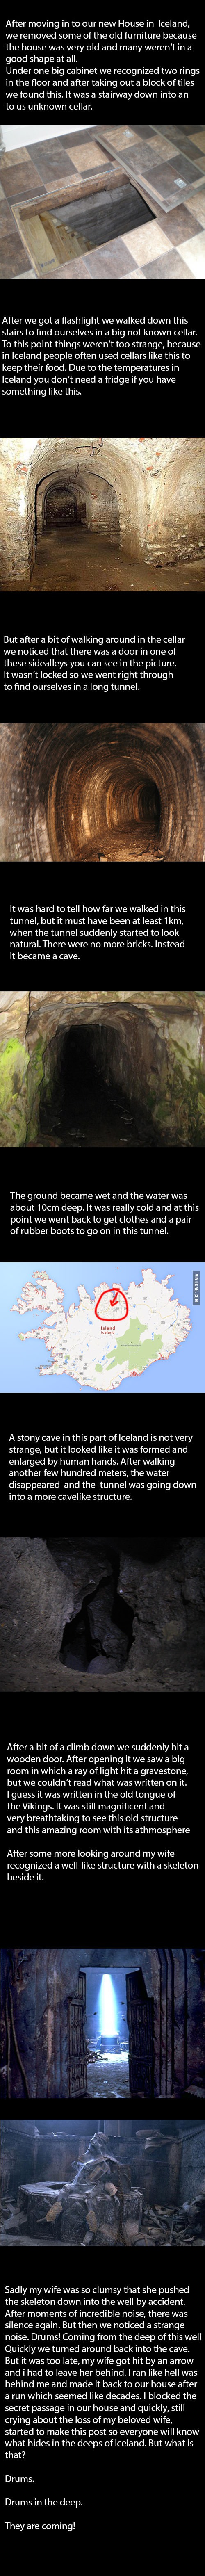 After moving in to our new House in Iceland,
we removed some of the old furniture because
the house was very old and many weren't in a
good shape at all.
Under one big cabinet we recognized two rings
in the floor and after taking out a block of tiles
we found this. It was a stairway down into an
to us unknown cellar.
After we got a flashlight we walked down this
stairs to find ourselves in a big not known cellar.
To this point things weren't too strange, because
in Iceland people often used cellars like this to
keep their food. Due to the temperatures in
Iceland you don't need a fridge if you have
something like this.
But after a bit of walking around in the cellar
we noticed that there was a door in one of
these sidealleys you can see in the picture.
It wasn't locked so we went right through
to find ourselves in a long tunnel.
It was hard to tell how far we walked in this
tunnel, but it must have been at least 1km,
when the tunnel suddenly started to look
natural. There were no more bricks. Instead
it became a cave.
The ground became wet and the water was
about 10cm deep. It was really cold and at this
point we went back to get clothes and a pair
of rubber boots to go on in this tunnel.
Island
Iceland
A stony cave in this part of Iceland is not very
strange, but it looked like it was formed and
enlarged by human hands. After walking
another few hundred meters, the water
disappeared and the tunnel was going down
into a more cavelike structure.
After a bit of a climb down we suddenly hit a
wooden door. After opening it we saw a big
room in which a ray of light hit a gravestone,
but we couldn't read what was written on it.
I guess it was written in the old tongue of
the Vikings. It was still magnificent and
very breathtaking to see this old structure
and this amazing room with its athmosphere
After some more looking around my wife
recognized a well-like structure with a skeleton
beside it.
Sadly my wife was so clumsy that she pushed
the skeleton down into the well by accident.
After moments of incredible noise, there was
silence again. But then we noticed a strange
noise. Drums! Coming from the deep of this well
Quickly we turned around back into the cave.
But it was too late, my wife got hit by an arrow
and i had to leave her behind. I ran like hell was
behind me and made it back to our house after
a run which seemed like decades. I blocked the
secret passage in our house and quickly, still
crying about the loss of my beloved wife,
started to make this post so everyone will know
what hides in the deeps of iceland. But what is
that?
Drums.
Drums in the deep.
They are coming!